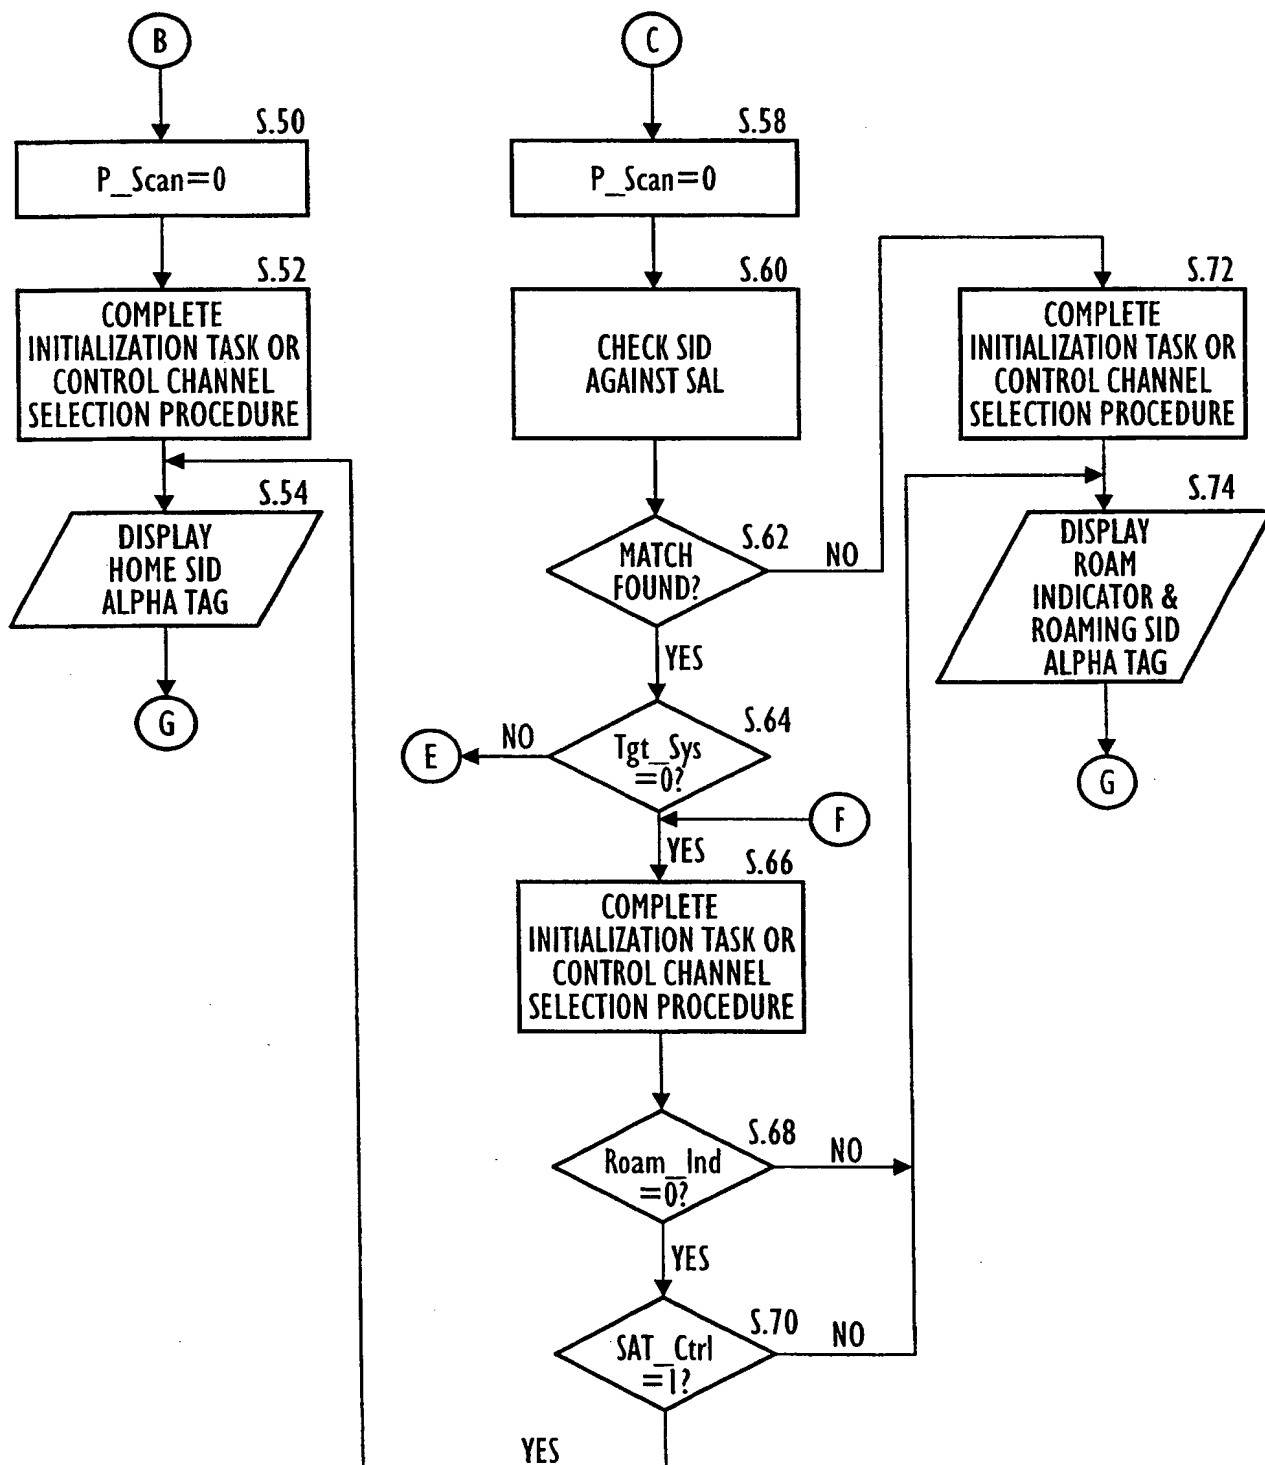 B
S.50
P_Scan=0
S.52
COMPLETE
INITIALIZATION TASK OR
CONTROL CHANNEL
SELECTION PROCEDURE
S.54
DISPLAY
HOME SID
ALPHA TAG
G
C
S.58
P_Scan=0
S.60
CHECK SID
AGAINST SAL
S.62
MATCH
FOUND?
NO
YES
S.64
Tgt_Sys
=0?
NO
E
F
YES
S.66
COMPLETE
INITIALIZATION TASK OR
CONTROL CHANNEL
SELECTION PROCEDURE
S.68
Roam_Ind
=0?
NO
YES
S.70
SAT_Ctrl
=1?
NO
YES
S.72
COMPLETE
INITIALIZATION TASK OR
CONTROL CHANNEL
SELECTION PROCEDURE
S.74
DISPLAY
ROAM
INDICATOR &
ROAMING SID
ALPHA TAG
G